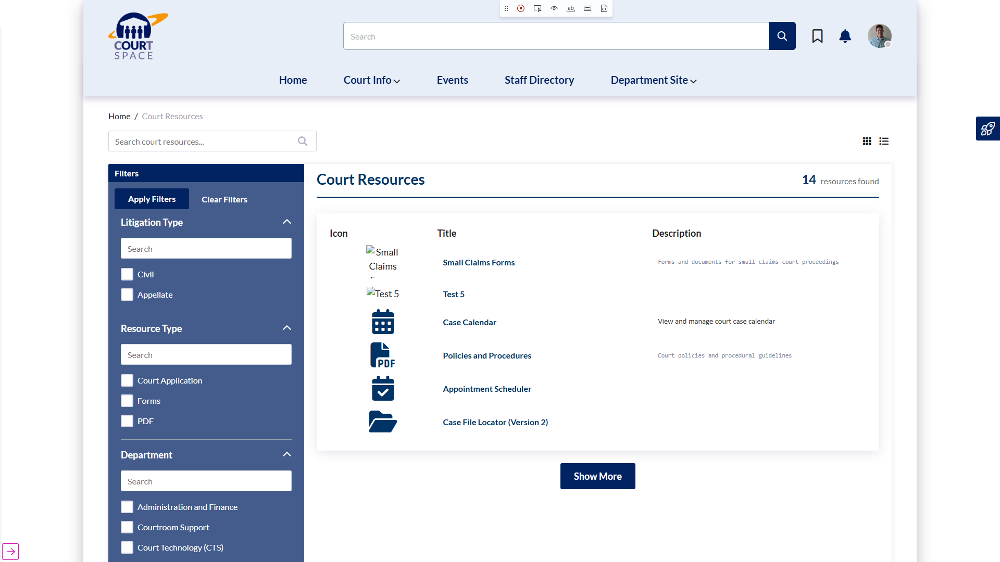 ab
COURT
SPACE
Search
Home
Court Info
Events
Staff Directory
Department Site
Home / Court Resources
Search court resources...
Filters
Apply Filters
Clear Filters
Litigation Type
Search
Civil
Appellate
Resource Type
Search
Court Application
Forms
PDF
Department
Search
Administration and Finance
Courtroom Support
Court Technology (CTS)
Court Resources
14 resources found
Icon
Title
Description
Small
Claims
Small Claims Forms
Forms and documents for small claims court proceedings
Test 5
Test 5
Case Calendar
View and manage court case calendar
PDF
Policies and Procedures
Court policies and procedural guidelines
Appointment Scheduler
Case File Locator (Version 2)
Show More